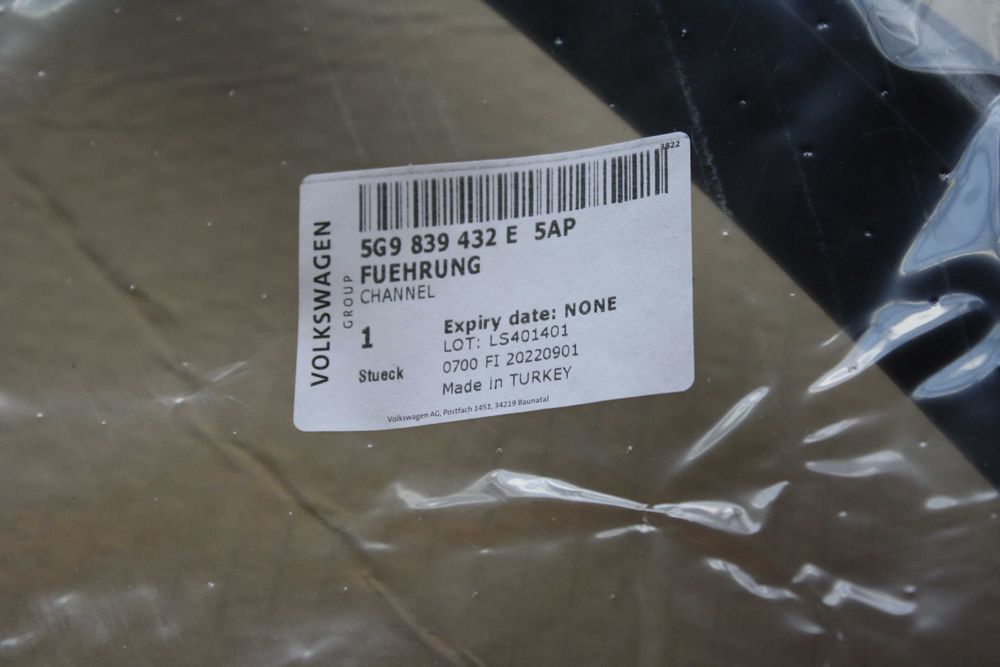 3822
5G9 839 432 E 5AP
FUEHRUNG
CHANNEL
VOLKSWAGEN
GROUP
1
Stueck
Expiry date: NONE
LOT: LS401401
0700 FI 20220901
Made in TURKEY
Volkswagen AG, Postfach 1451, 34219 Baunatal